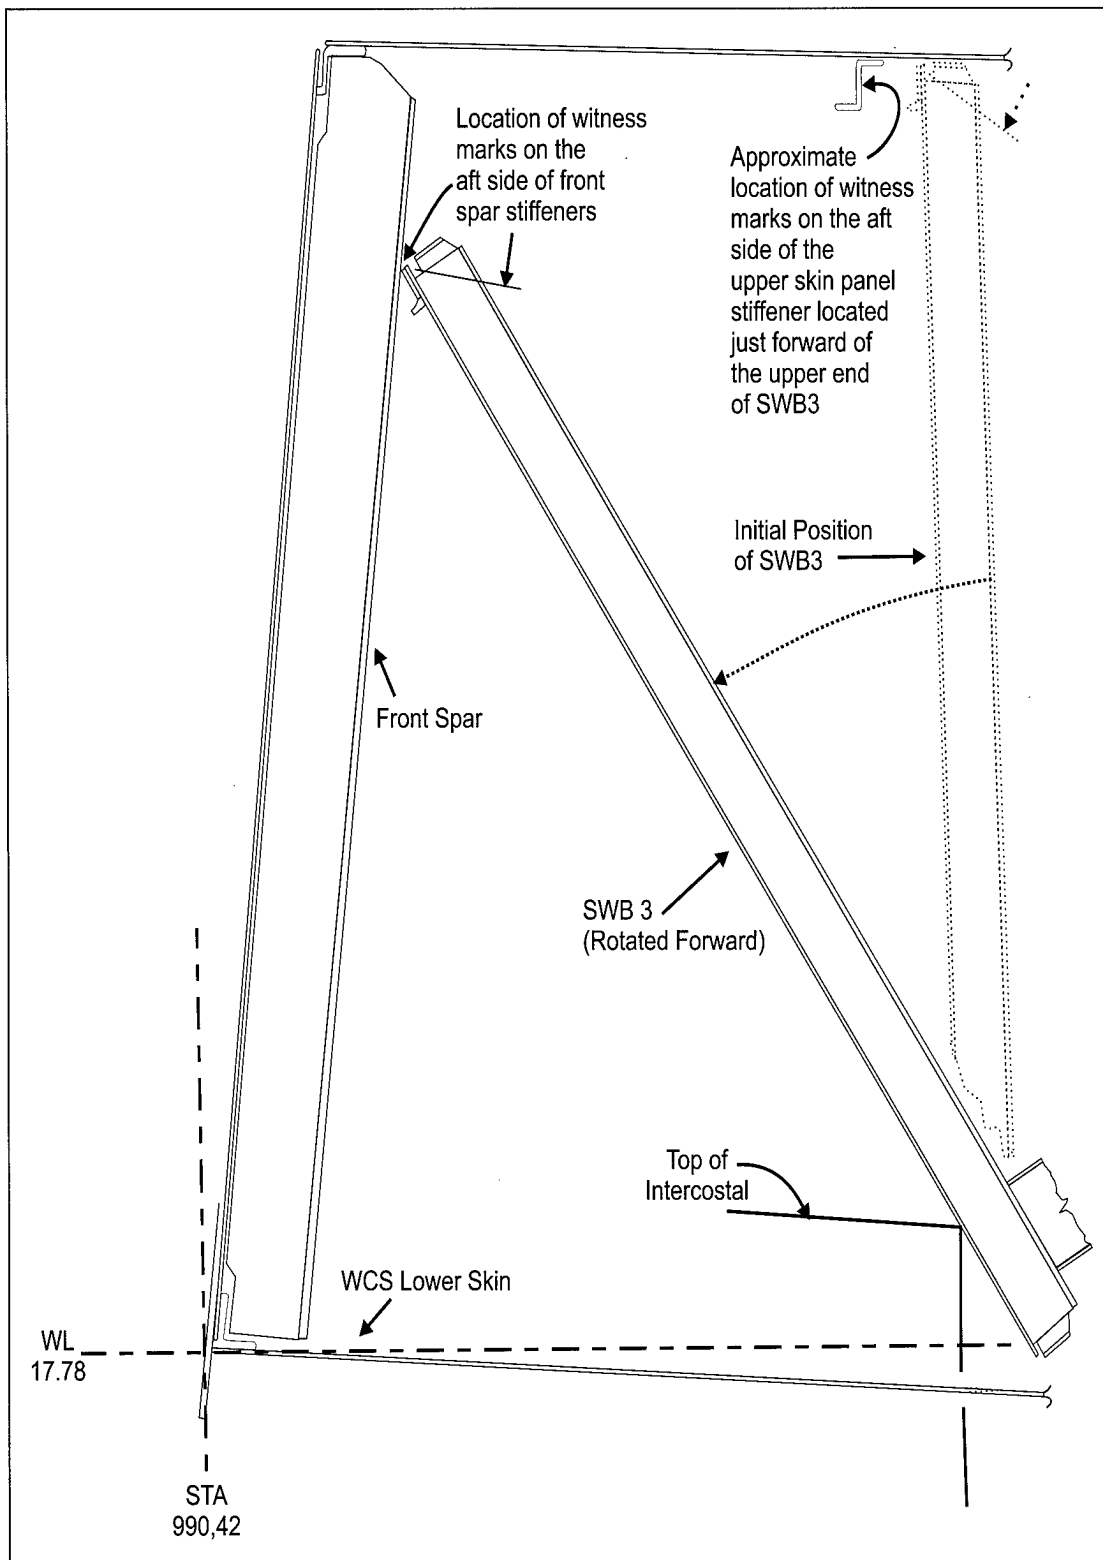 Location of witness
marks on the
aft side of front
spar stiffeners
Approximate
location of witness
marks on the aft
side of the
upper skin panel
stiffener located
just forward of
the upper end
of SWB3
Initial Position
of SWB3
Front Spar
SWB 3
(Rotated Forward)
Top of
Intercostal
WCS Lower Skin
WL
17.78
STA
990,42